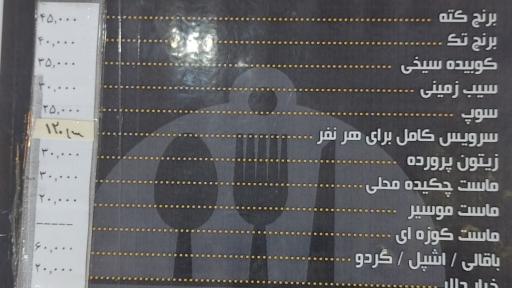 برنج کته ۴۵,۰۰۰
برنج تک ۴۰,۰۰۰
کوبیده سیخی ۳۵,۰۰۰
سیب زمینی ۳۰,۰۰۰
سوپ ۲۵,۰۰۰
سرویس کامل برای هر نفر
زیتون پرورده ۳۰,۰۰۰
ماست چکیده محلی ۳۰,۰۰۰
ماست موسیر ۲۰,۰۰۰
ماست کوزه ای
باقالی / اشپل / گردو ۶۰,۰۰۰
خیار دلار ۲۰,۰۰۰